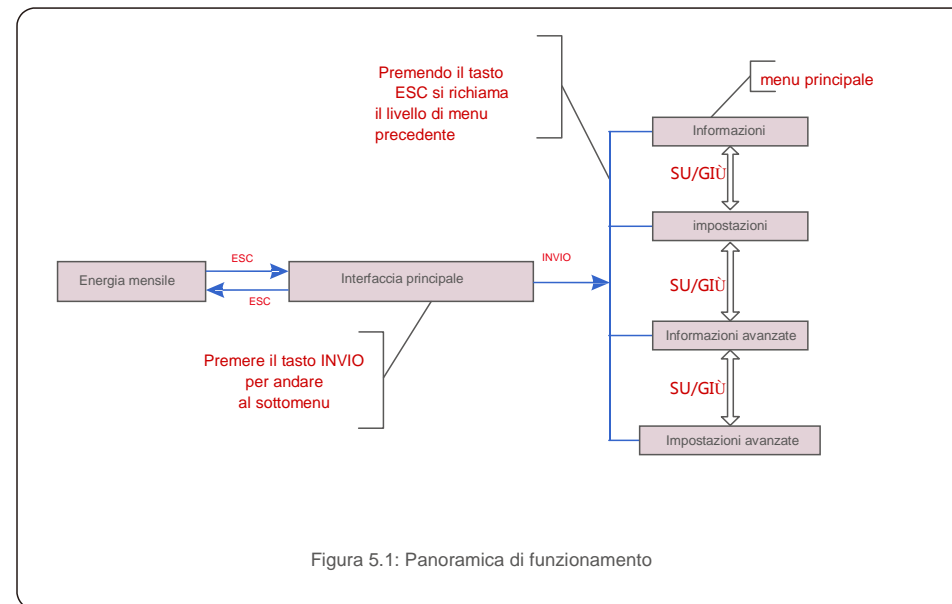 Premendo il tasto
ESC si richiama
il livello di menu
precedente
menu principale
Informazioni
SU/GIÙ
impostazioni
ESC
INVIO
Energia mensile
Interfaccia principale
ESC
SU/GIÙ
Informazioni avanzate
Premere il tasto INVIO
per andare
al sottomenu
SU/GIÙ
Impostazioni avanzate
Figura 5.1: Panoramica di funzionamento